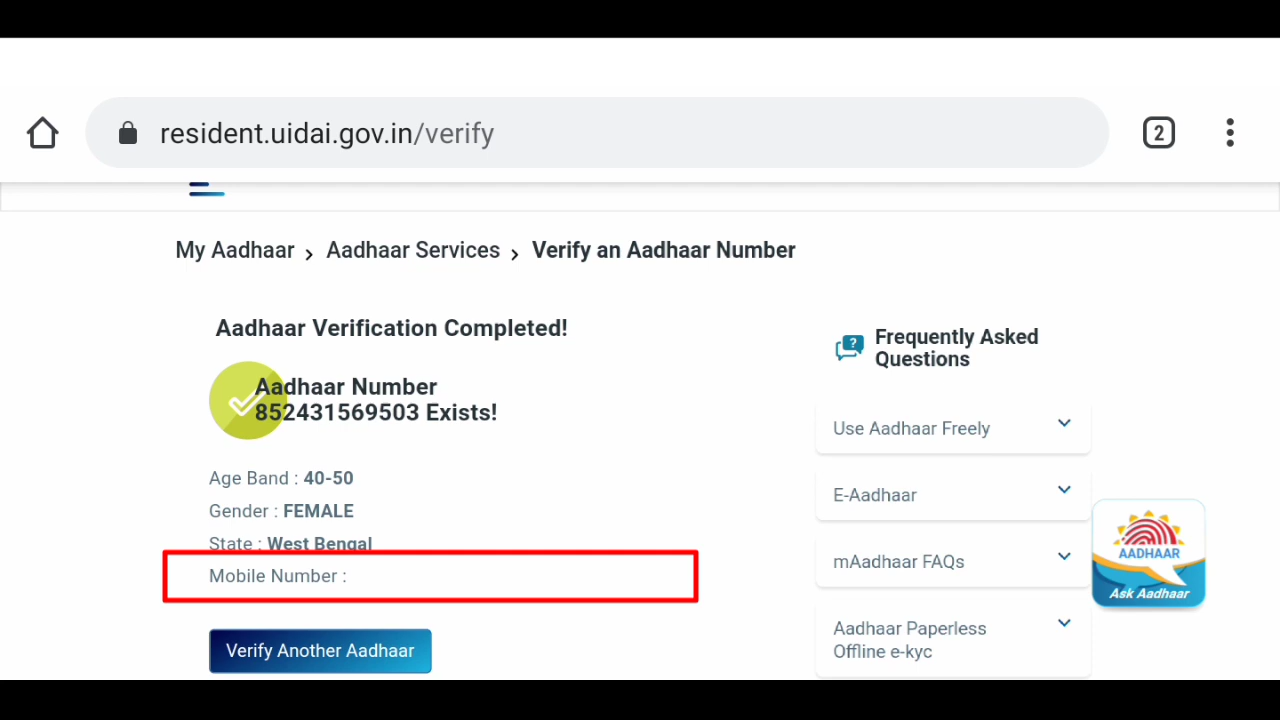 resident.uidai.gov.in/verify
2
My Aadhaar > Aadhaar Services > Verify an Aadhaar Number
Aadhaar Verification Completed!
Aadhaar Number
852431569503 Exists!
Age Band : 40-50
Gender : FEMALE
State : West Bengal
Mobile Number :
Verify Another Aadhaar
Frequently Asked
Questions
Use Aadhaar Freely
E-Aadhaar
mAadhaar FAQs
Aadhaar Paperless
Offline e-kyc
AADHAAR
Ask Aadhaar